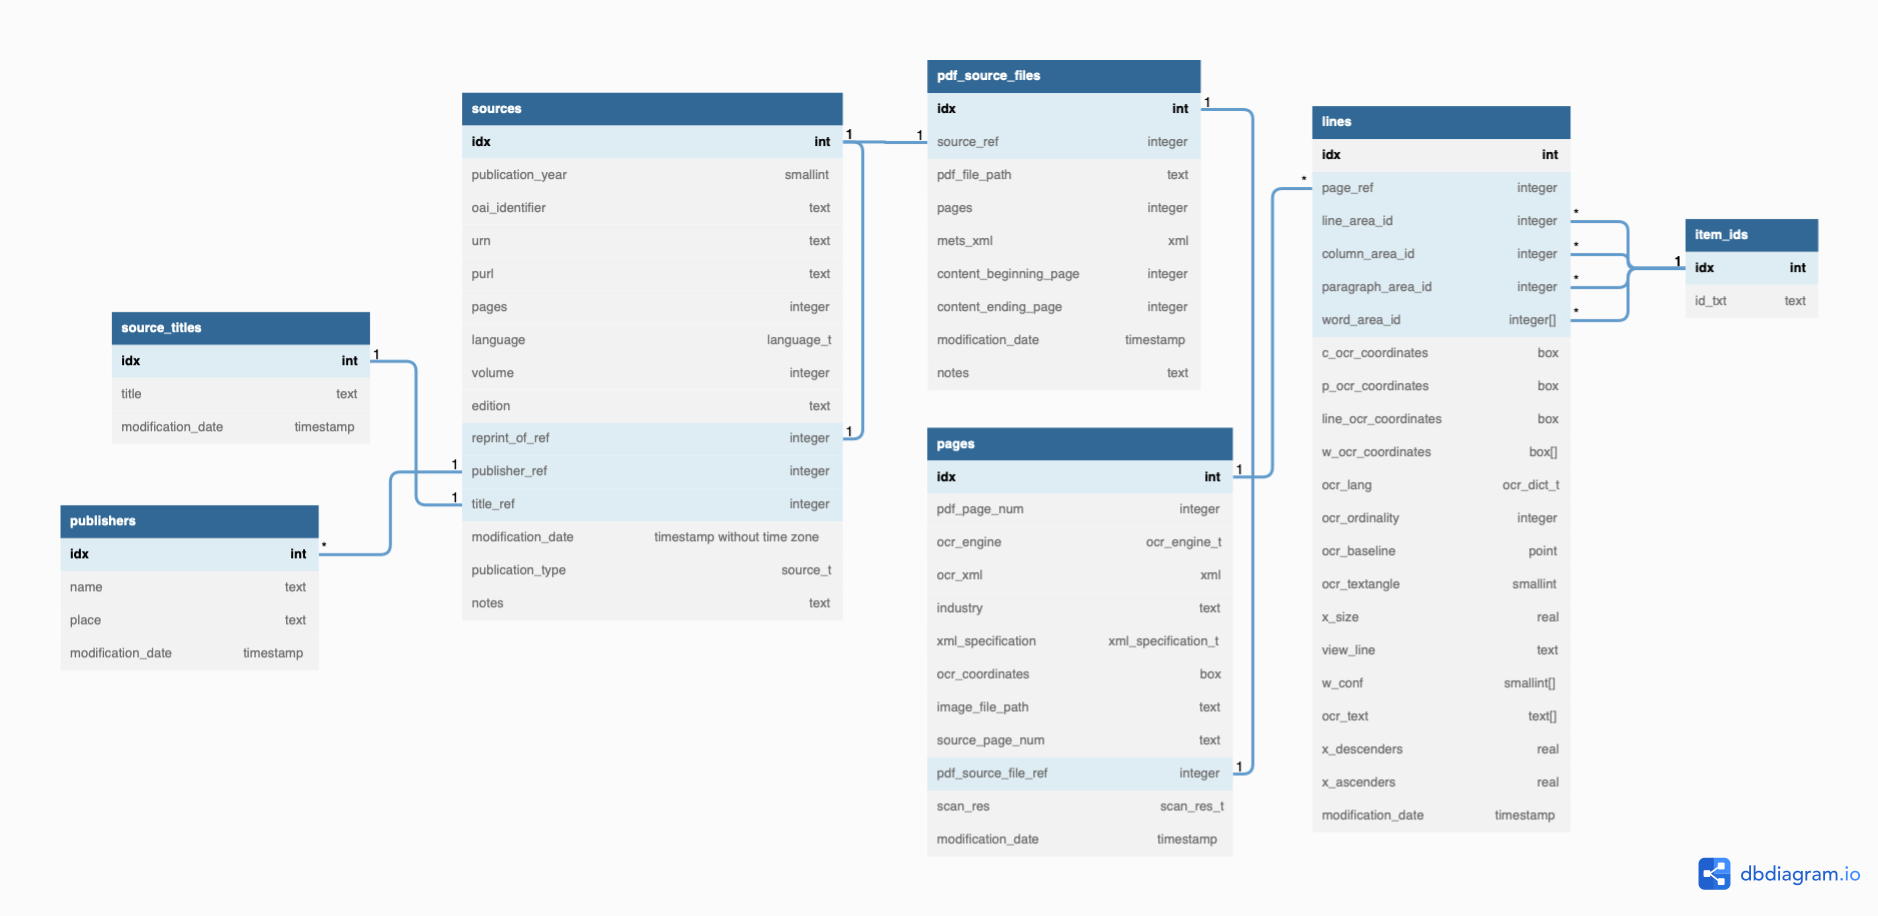 source_titles
idx int
title text
modification_date timestamp
publishers
idx int
name text
place text
modification_date timestamp
1
*
sources
idx int
publication_year smallint
oai_identifier text
urn text
purl text
pages integer
language language_t
volume integer
edition text
reprint_of_ref integer
publisher_ref integer
title_ref integer
modification_date timestamp without time zone
publication_type source_t
notes text
1
1
1
1
pdf_source_files
idx int
source_ref integer
pdf_file_path text
pages integer
mets_xml xml
content_beginning_page integer
content_ending_page integer
modification_date timestamp
notes text
1
1
pages
idx int
pdf_page_num integer
ocr_engine ocr_engine_t
ocr_xml xml
industry text
xml_specification xml_specification_t
ocr_coordinates box
image_file_path text
source_page_num text
pdf_source_file_ref integer
scan_res scan_res_t
modification_date timestamp
1
1
lines
idx int
page_ref integer
line_area_id integer
column_area_id integer
paragraph_area_id integer
word_area_id integer[]
c_ocr_coordinates box
p_ocr_coordinates box
line_ocr_coordinates box
w_ocr_coordinates box[]
ocr_lang ocr_dict_t
ocr_ordinality integer
ocr_baseline point
ocr_textangle smallint
x_size real
view_line text
w_conf smallint[]
ocr_text text[]
x_descenders real
x_ascenders real
modification_date timestamp
*
*
*
*
*
item_ids
idx int
id_txt text
1
dbdiagram.io